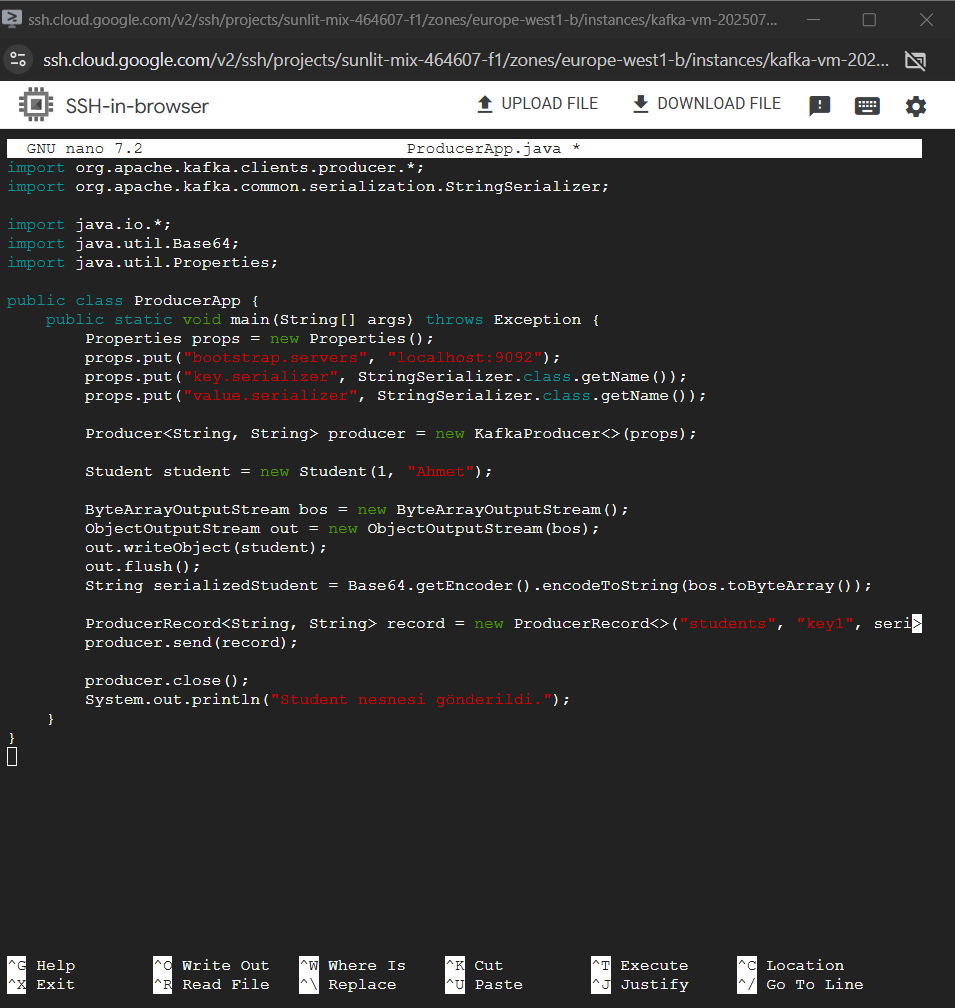 ssh.cloud.google.com/v2/ssh/projects/sunlit-mix-464607-f1/zones/europe-west1-b/instances/kafka-vm-202507...
ssh.cloud.google.com/v2/ssh/projects/sunlit-mix-464607-f1/zones/europe-west1-b/instances/kafka-vm-202...
SSH-in-browser UPLOAD FILE DOWNLOAD FILE
GNU nano 7.2 ProducerApp.java *
import org.apache.kafka.clients.producer.*;
import org.apache.kafka.common.serialization.StringSerializer;
import java.io.*;
import java.util.Base64;
import java.util.Properties;
public class ProducerApp {
    public static void main(String[] args) throws Exception {
        Properties props = new Properties();
        props.put("bootstrap.servers", "localhost:9092");
        props.put("key.serializer", StringSerializer.class.getName());
        props.put("value.serializer", StringSerializer.class.getName());
        Producer<String, String> producer = new KafkaProducer<>(props);
        Student student = new Student(1, "Ahmet");
        ByteArrayOutputStream bos = new ByteArrayOutputStream();
        ObjectOutputStream out = new ObjectOutputStream(bos);
        out.writeObject(student);
        out.flush();
        String serializedStudent = Base64.getEncoder().encodeToString(bos.toByteArray());
        ProducerRecord<String, String> record = new ProducerRecord<>("students", "key1", seri>
        producer.send(record);
        producer.close();
        System.out.println("Student nesnesi gönderildi.");
    }
}
^G Help ^O Write Out ^W Where Is ^K Cut ^T Execute ^C Location
^X Exit ^R Read File ^\ Replace ^U Paste ^J Justify ^/ Go To Line